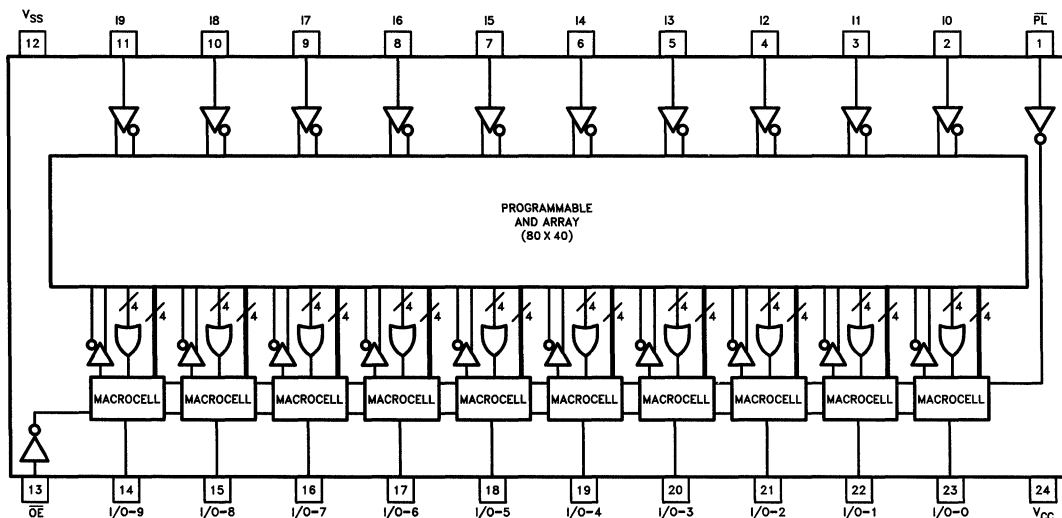 V_SS I9 I8 I7 I6 I5 I4 I3 I2 I1 I0 P̅L̅
12 11 10 9 8 7 6 5 4 3 2 1
PROGRAMMABLE
AND ARRAY
(80 X 40)
4 4 4 4 4 4 4 4 4 4 4 4 4 4 4 4 4 4 4 4
MACROCELL MACROCELL MACROCELL MACROCELL MACROCELL MACROCELL MACROCELL MACROCELL MACROCELL MACROCELL
13 14 15 16 17 18 19 20 21 22 23 24
O̅E̅ I/O-9 I/O-8 I/O-7 I/O-6 I/O-5 I/O-4 I/O-3 I/O-2 I/O-1 I/O-0 V_CC